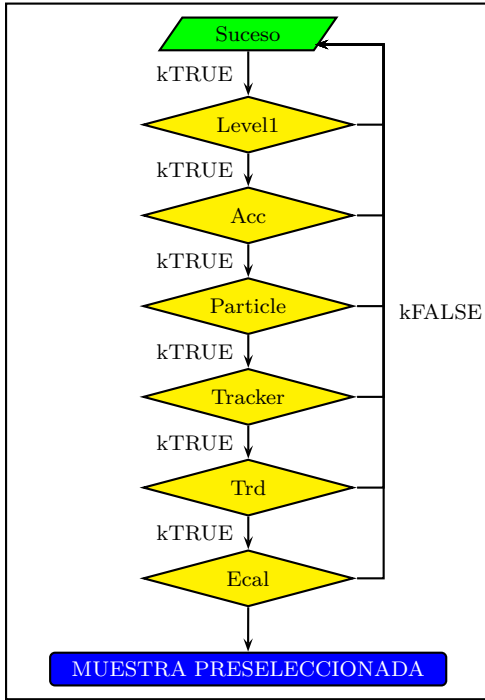 Suceso
kTRUE
Level1
kTRUE
Acc
kTRUE
Particle
kFALSE
kTRUE
Tracker
kTRUE
Trd
kTRUE
Ecal
MUESTRA PRESELECCIONADA